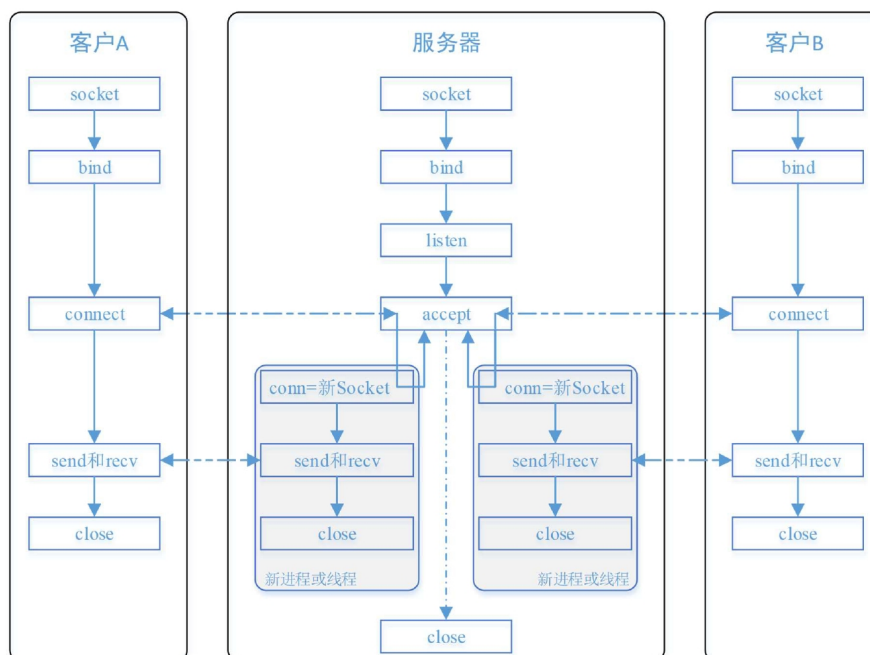 客户A
socket
bind
connect
send和recv
close
服务器
socket
bind
listen
accept
conn=新Socket
send和recv
close
新进程或线程
conn=新Socket
send和recv
close
新进程或线程
close
客户B
socket
bind
connect
send和recv
close